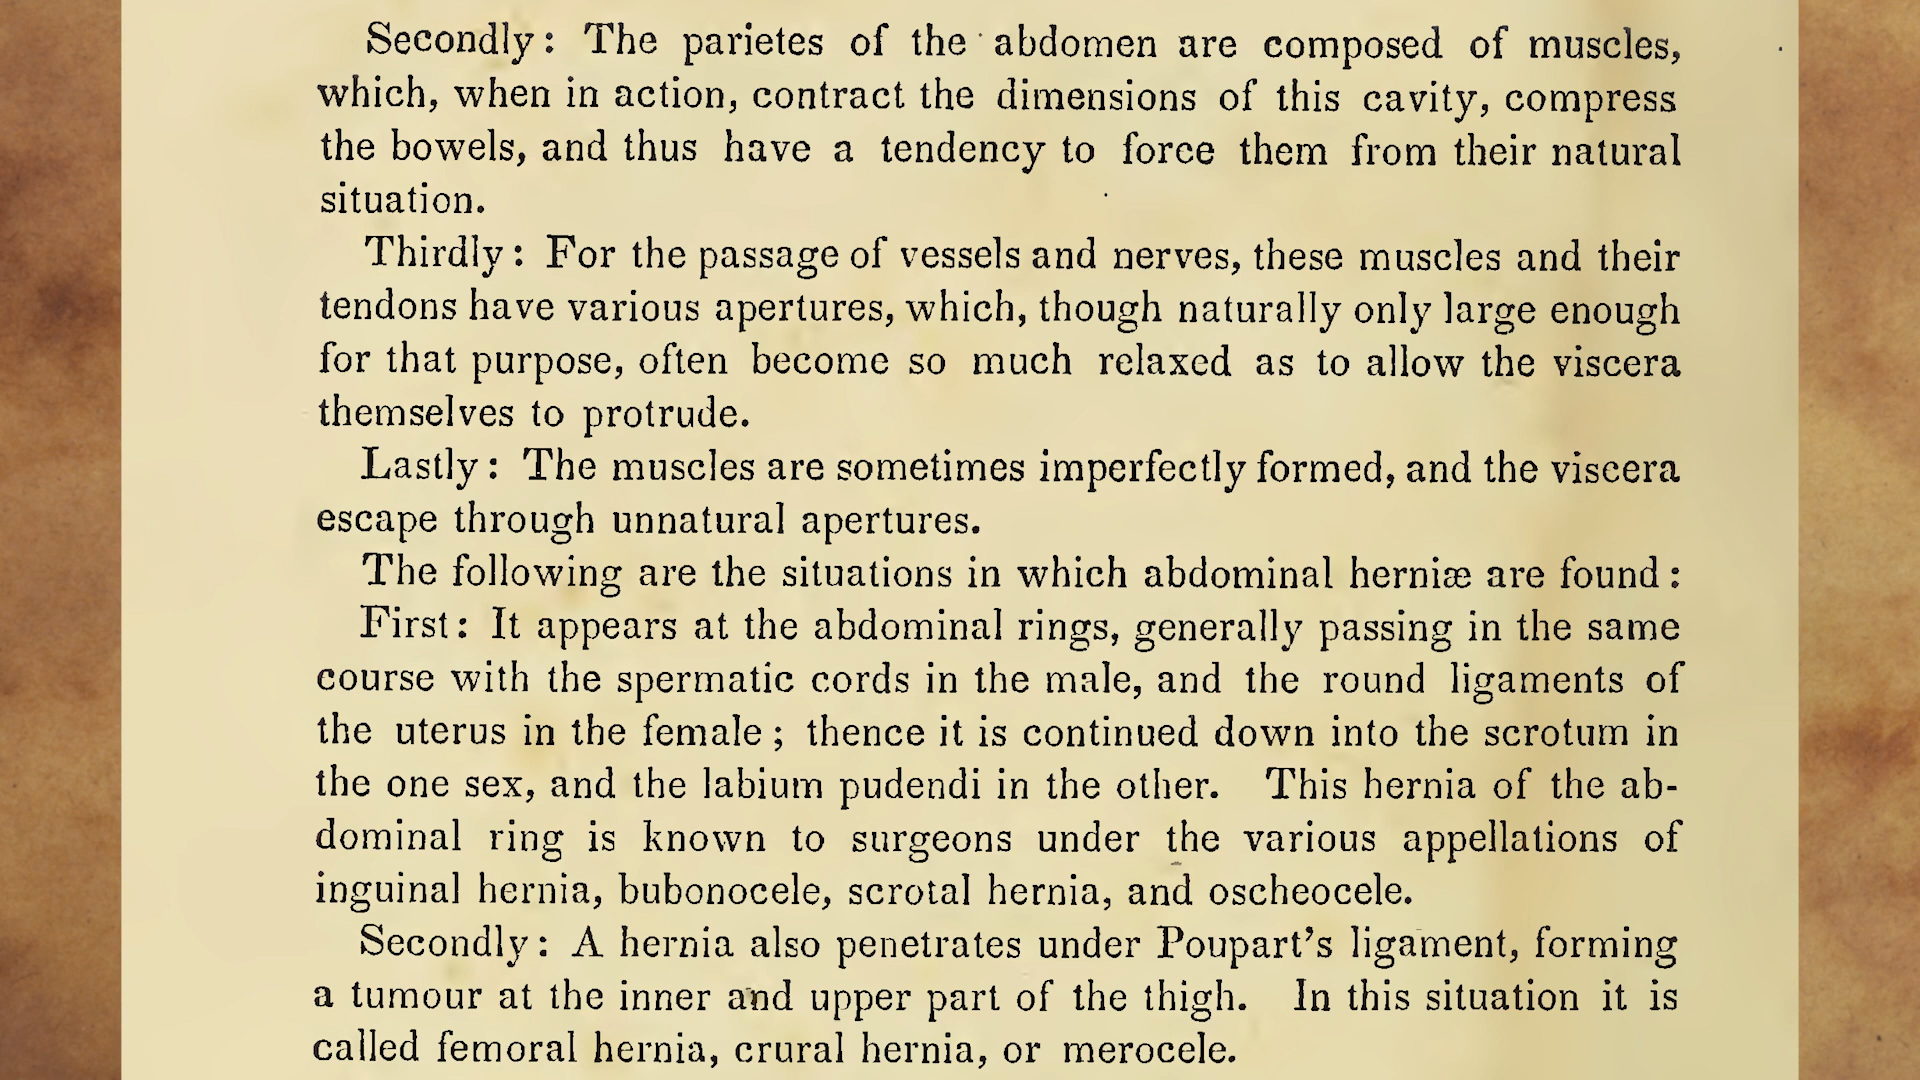 Secondly: The parietes of the abdomen are composed of muscles,
which, when in action, contract the dimensions of this cavity, compress
the bowels, and thus have a tendency to force them from their natural
situation.
Thirdly: For the passage of vessels and nerves, these muscles and their
tendons have various apertures, which, though naturally only large enough
for that purpose, often become so much relaxed as to allow the viscera
themselves to protrude.
Lastly: The muscles are sometimes imperfectly formed, and the viscera
escape through unnatural apertures.
The following are the situations in which abdominal herniæ are found:
First: It appears at the abdominal rings, generally passing in the same
course with the spermatic cords in the male, and the round ligaments of
the uterus in the female; thence it is continued down into the scrotum in
the one sex, and the labium pudendi in the other. This hernia of the ab-
dominal ring is known to surgeons under the various appellations of
inguinal hernia, bubonocele, scrotal hernia, and oscheocele.
Secondly: A hernia also penetrates under Poupart's ligament, forming
a tumour at the inner and upper part of the thigh. In this situation it is
called femoral hernia, crural hernia, or merocele.